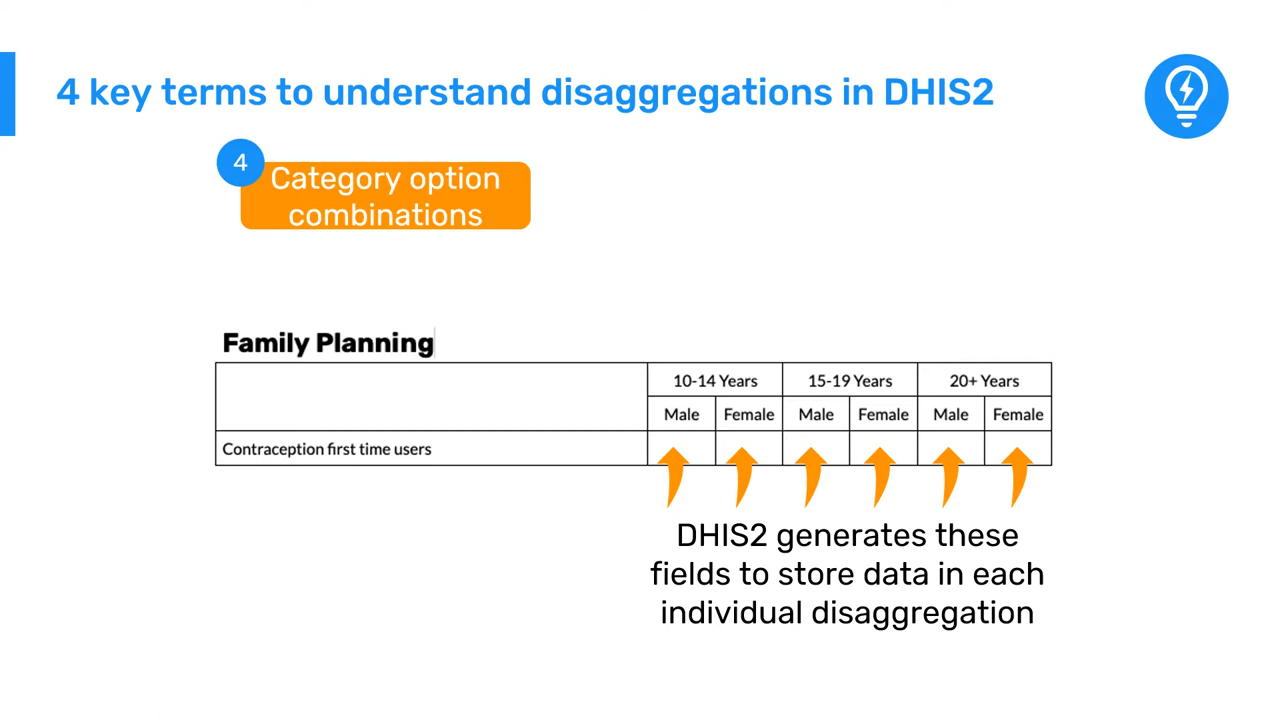 4 key terms to understand disaggregations in DHIS2
4
Category option
combinations
Family Planning
10-14 Years 15-19 Years 20+ Years
Male Female Male Female Male Female
Contraception first time users
DHIS2 generates these
fields to store data in each
individual disaggregation